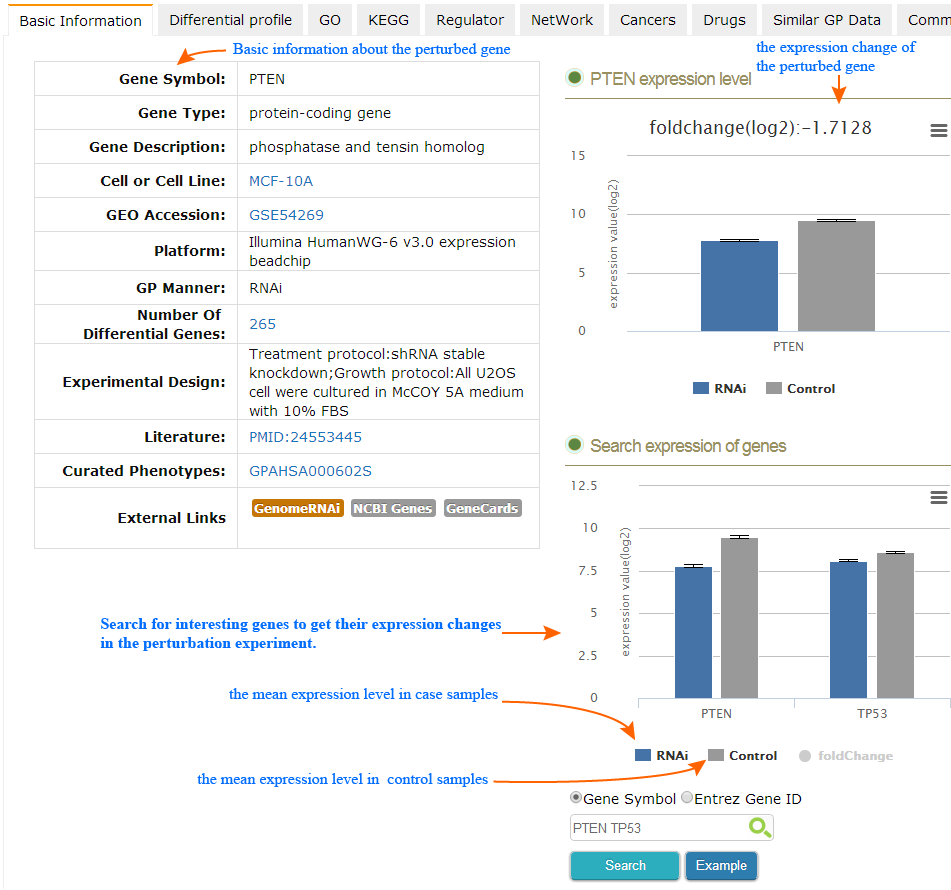 Basic Information
Differential profile
GO
KEGG
Regulator
NetWork
Cancers
Drugs
Similar GP Data
Comm
Basic information about the perturbed gene
Gene Symbol: PTEN
Gene Type: protein-coding gene
Gene Description: phosphatase and tensin homolog
Cell or Cell Line: MCF-10A
GEO Accession: GSE54269
Platform: Illumina HumanWG-6 v3.0 expression
beadchip
GP Manner: RNAi
Number Of
Differential Genes: 265
Experimental Design: Treatment protocol:shRNA stable
knockdown;Growth protocol:All U2OS
cell were cultured in McCOY 5A medium
with 10% FBS
Literature: PMID:24553445
Curated Phenotypes: GPAHSA000602S
External Links GenomeRNAi NCBI Genes GeneCards
Search for interesting genes to get their expression changes
in the perturbation experiment.
the mean expression level in case samples
the mean expression level in control samples
the expression change of
the perturbed gene
PTEN expression level
foldchange(log2):-1.7128
15
10
5
0
expression value(log2)
PTEN
RNAi Control
Search expression of genes
12.5
10
7.5
5
2.5
0
expression value(log2)
PTEN TP53
RNAi Control foldChange
Gene Symbol Entrez Gene ID
PTEN TP53
Search Example